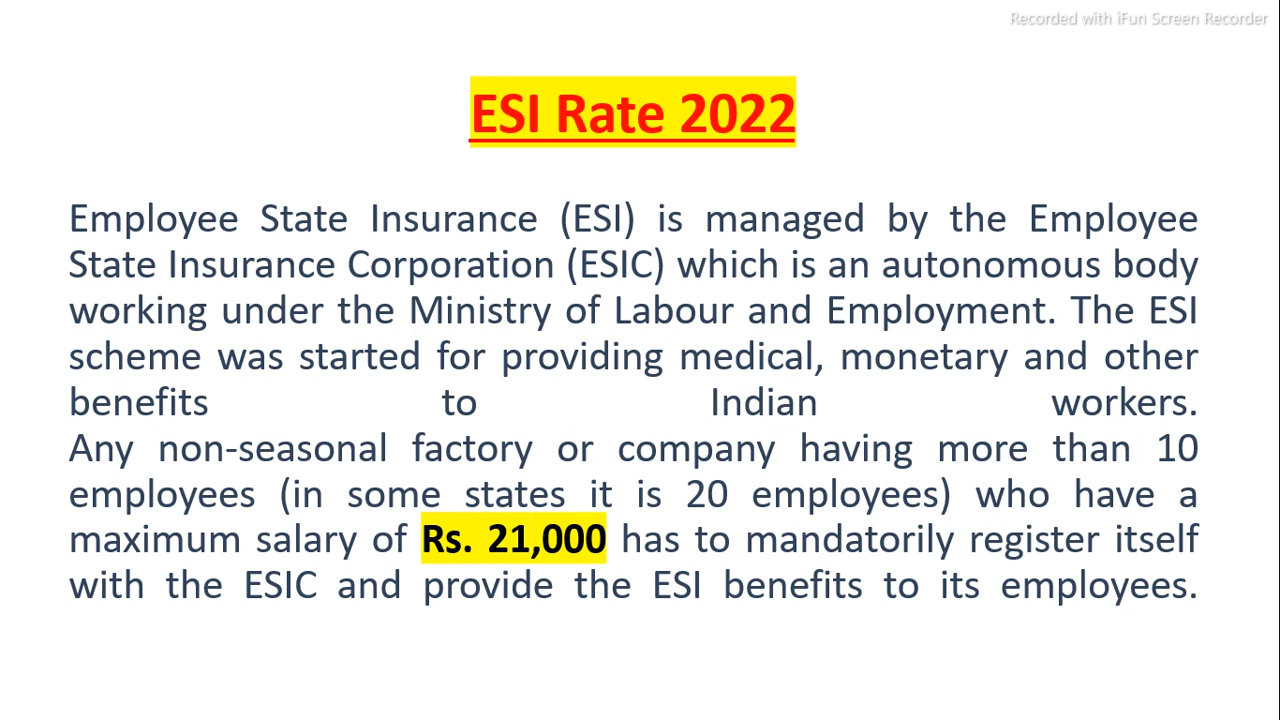 Recorded with iFun Screen Recorder
ESI Rate 2022
Employee State Insurance (ESI) is managed by the Employee
State Insurance Corporation (ESIC) which is an autonomous body
working under the Ministry of Labour and Employment. The ESI
scheme was started for providing medical, monetary and other
benefits to Indian workers.
Any non-seasonal factory or company having more than 10
employees (in some states it is 20 employees) who have a
maximum salary of Rs. 21,000 has to mandatorily register itself
with the ESIC and provide the ESI benefits to its employees.